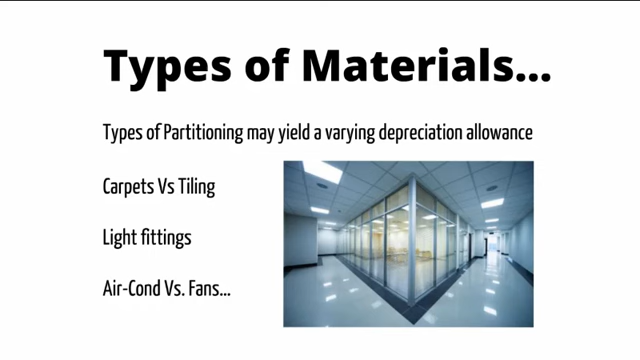 Types of Materials...
Types of Partitioning may yield a varying depreciation allowance
Carpets Vs Tiling
Light fittings
Air-Cond Vs. Fans...